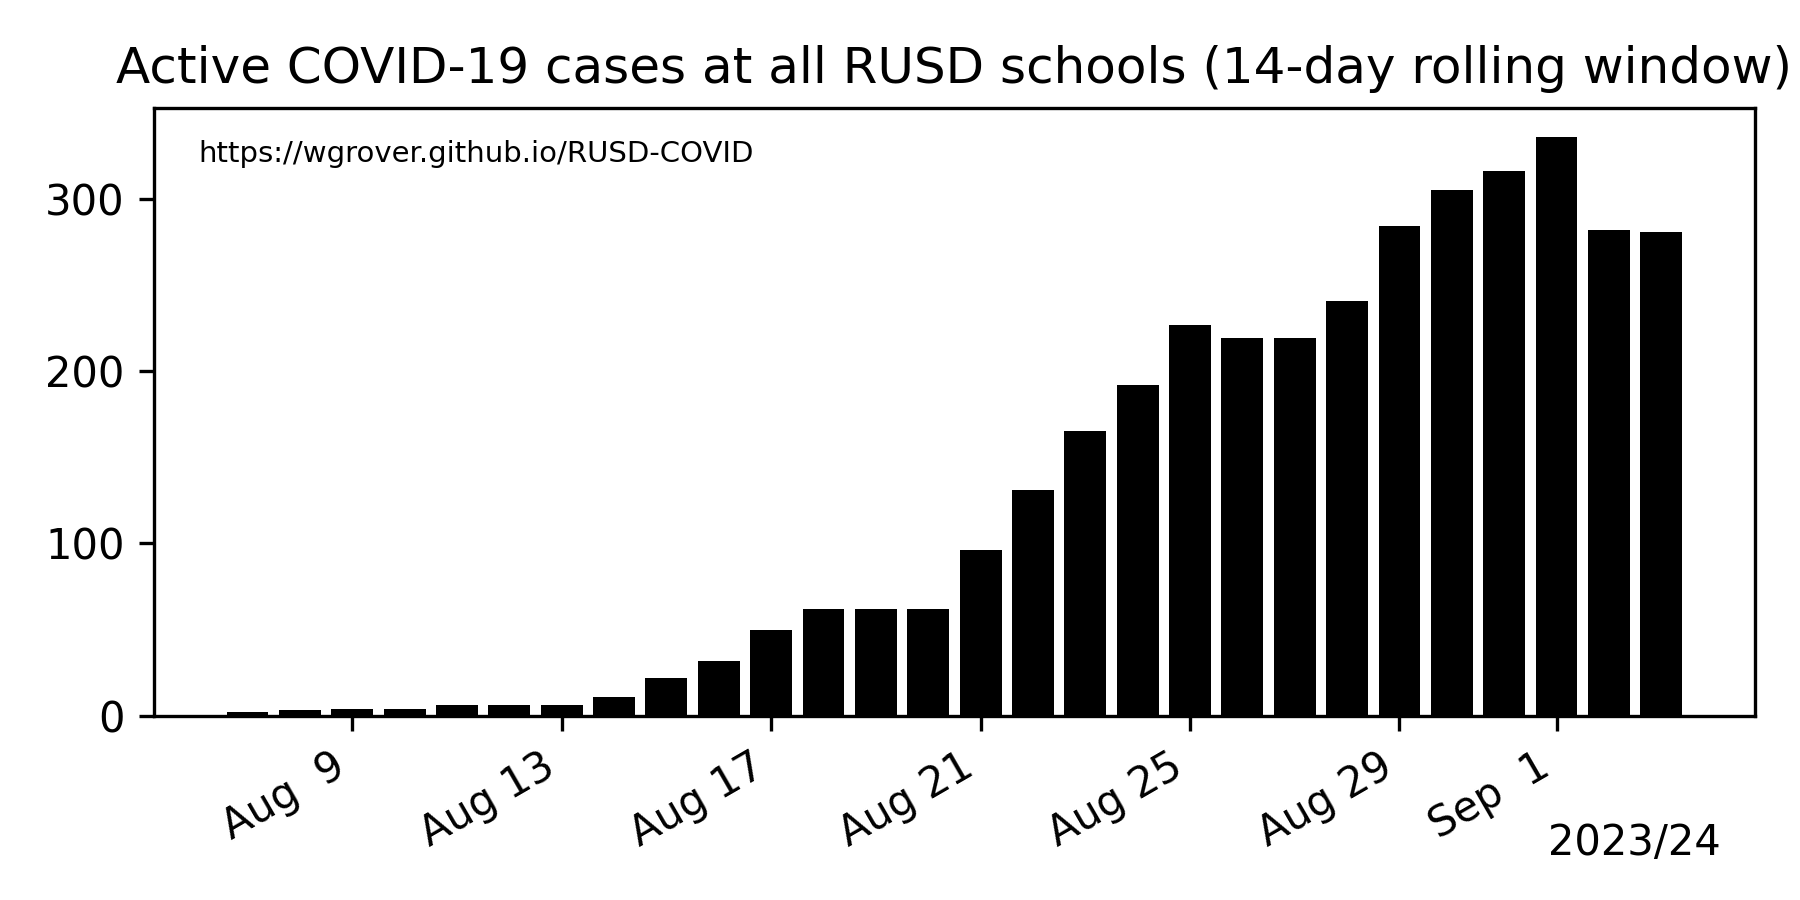 Active COVID-19 cases at all RUSD schools (14-day rolling window)
https://wgrover.github.io/RUSD-COVID
300
200
100
0
Aug 9
Aug 13
Aug 17
Aug 21
Aug 25
Aug 29
Sep 1
2023/24